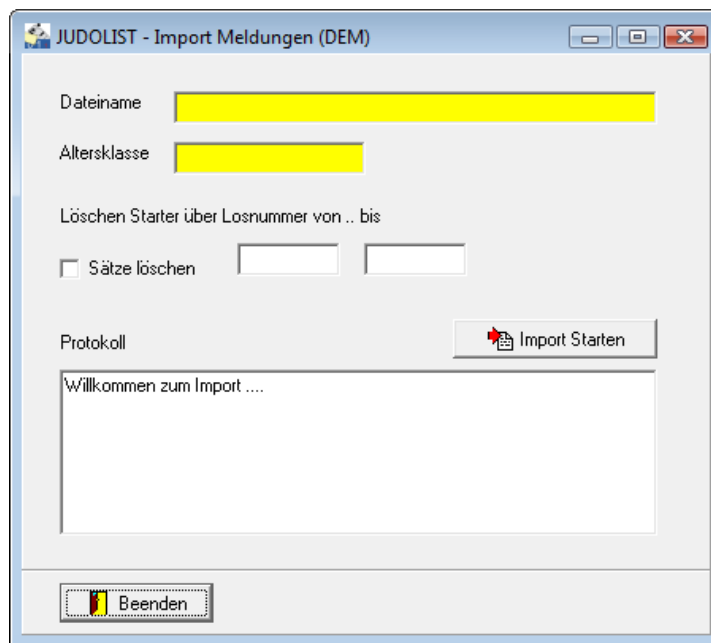 JUDOLIST - Import Meldungen (DEM)
Dateiname
Altersklasse
Löschen Starter über Losnummer von .. bis
Sätze löschen
Protokoll
Import Starten
Willkommen zum Import ....
Beenden